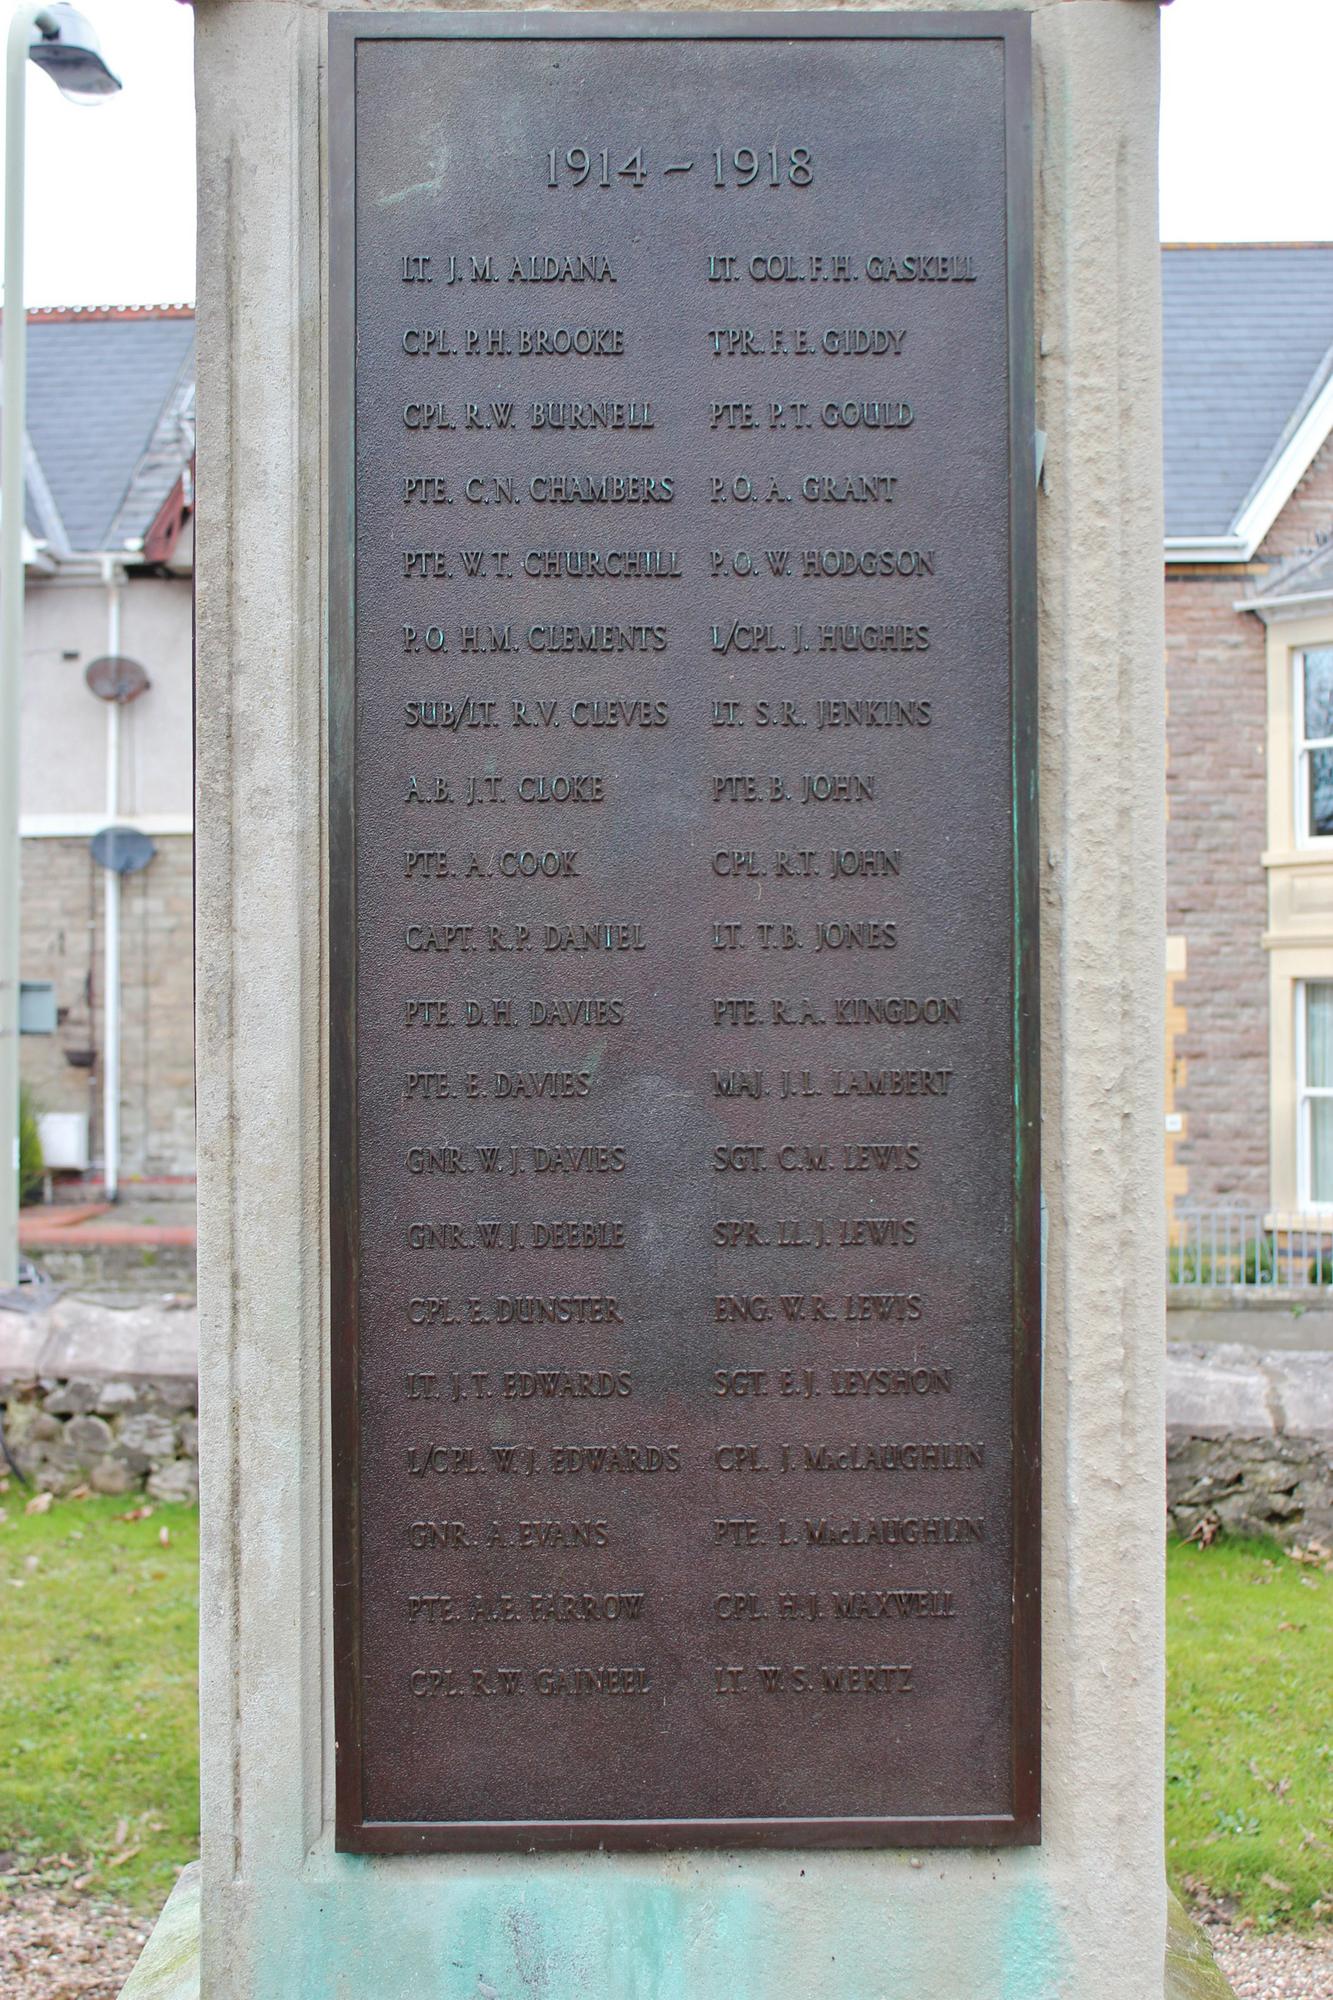 1914 – 1918
LT. J. M. ALDANA
CPL. P. H. BROOKE
CPL. R.W. BURNELL
PTE. C.N. CHAMBERS
PTE. W. T. CHURCHILL
P.O. H.M. CLEMENTS
SUB/LT. R.V. CLEVES
A.B. J.T. CLOKE
PTE. A. COOK
CAPT. R.P. DANIEL
PTE. D.H. DAVIES
PTE. E. DAVIES
GNR. W. J. DAVIES
GNR. W. J. DEEBLE
CPL. E. DUNSTER
LT. J. T. EDWARDS
L/CPL. W. J. EDWARDS
GNR. A. EVANS
PTE. A.E. FARROW
CPL. R.W. GAINEEL
LT. COL. F. H. GASKELL
TPR. F. E. GIDDY
PTE. P. T. GOULD
P.O. A. GRANT
P.O. W. HODGSON
L/CPL. J. HUGHES
LT. S.R. JENKINS
PTE. B. JOHN
CPL. R.T. JOHN
LT. T.B. JONES
PTE. R.A. KINGDON
MAJ. J. L. LAMBERT
SGT. C.M. LEWIS
SPR. LL. J. LEWIS
ENG. W. R. LEWIS
SGT. E. J. LEYSHON
CPL. J. MacLAUGHLIN
PTE. L. MacLAUGHLIN
CPL. H.J. MAXWELL
LT. W. S. MERTZ